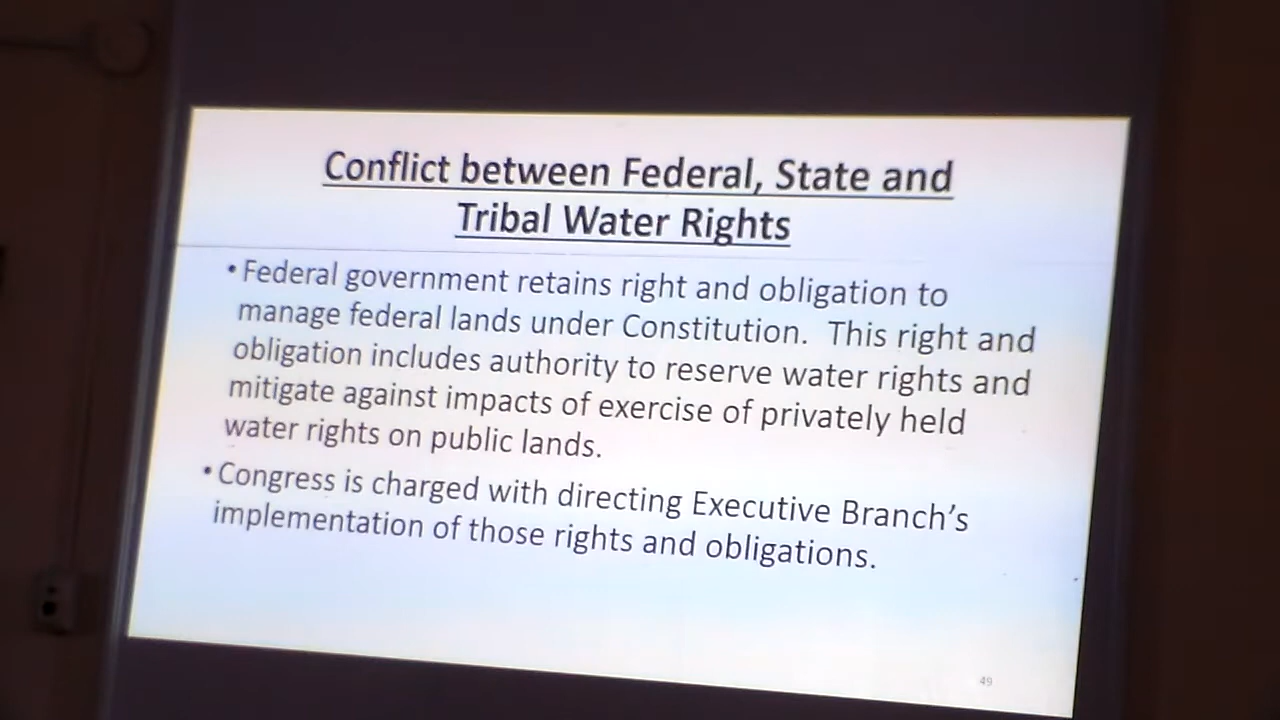 Conflict between Federal, State and
Tribal Water Rights
• Federal government retains right and obligation to
manage federal lands under Constitution.  This right and
obligation includes authority to reserve water rights and
mitigate against impacts of exercise of privately held
water rights on public lands.
• Congress is charged with directing Executive Branch's
implementation of those rights and obligations.
49